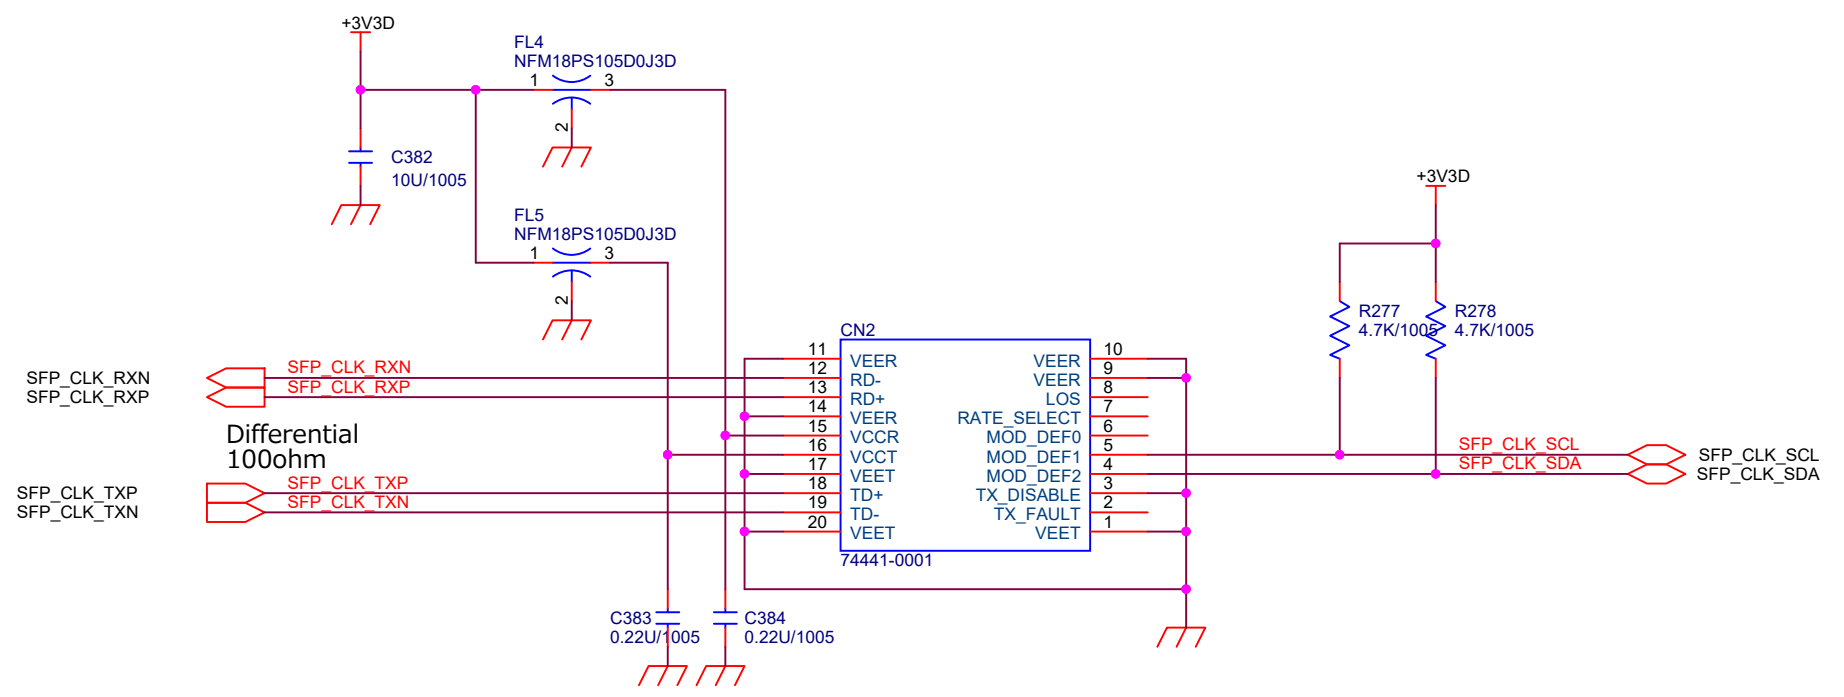 +3V3D
FL4
NFM18PS105D0J3D
1
3
2
C382
10U/1005
+3V3D
FL5
NFM18PS105D0J3D
1
3
2
R277
4.7K/1005
R278
4.7K/1005
CN2
11 VEER VEER 10
SFP_CLK_RXN SFP_CLK_RXN 12 RD- VEER 9
SFP_CLK_RXP SFP_CLK_RXP 13 RD+ LOS 8
14 VEER RATE_SELECT 7
Differential
100ohm
15 VCCR MOD_DEF0 6
16 VCCT MOD_DEF1 5 SFP_CLK_SCL SFP_CLK_SCL
17 VEET MOD_DEF2 4 SFP_CLK_SDA SFP_CLK_SDA
SFP_CLK_TXP SFP_CLK_TXP 18 TD+ TX_DISABLE 3
SFP_CLK_TXN SFP_CLK_TXN 19 TD- TX_FAULT 2
20 VEET VEET 1
74441-0001
C383
0.22U/1005
C384
0.22U/1005